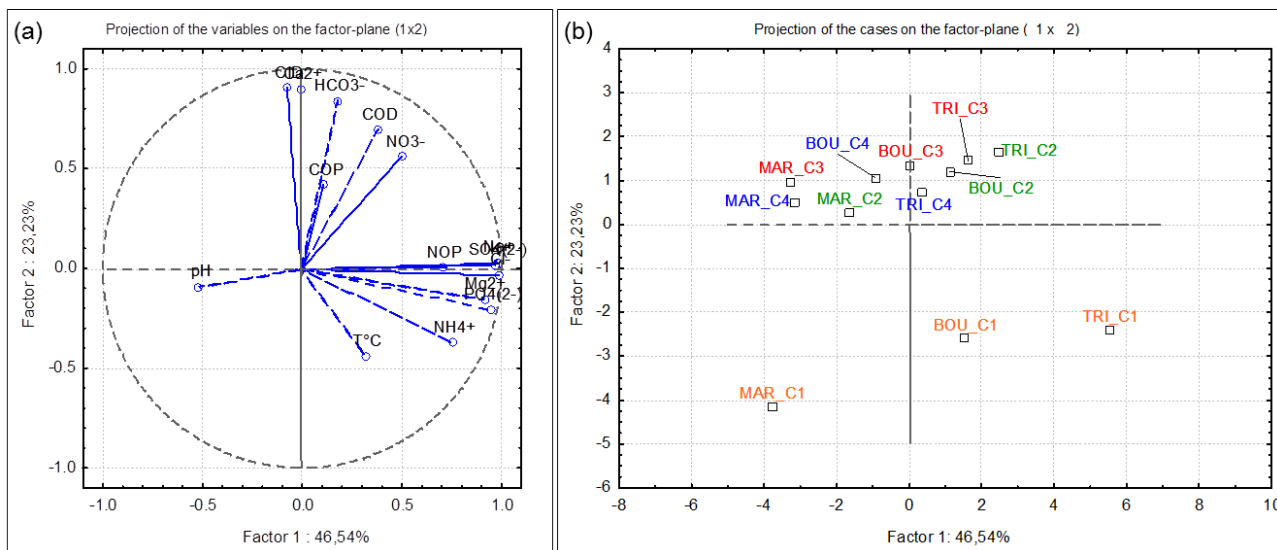 (a)
Projection of the variables on the factor-plane (1x2)
1.0
0.5
0.0
-0.5
-1.0
Factor 2 : 23,23%
Ca2+
HCO3-
COD
NO3-
COP
NOP
SO4(2-)
pH
Mg2+
PO4(2-)
NH4+
T°C
-1.0
-0.5
0.0
0.5
1.0
Factor 1 : 46,54%
(b)
Projection of the cases on the factor-plane ( 1 x 2)
4
3
2
1
0
-1
-2
-3
-4
-5
-6
Factor 2: 23,23%
TRI_C3
BOU_C4
BOU_C3
TRI_C2
MAR_C3
BOU_C2
MAR_C4
MAR_C2
TRI_C4
BOU_C1
TRI_C1
MAR_C1
-8
-6
-4
-2
0
2
4
6
8
10
Factor 1: 46,54%